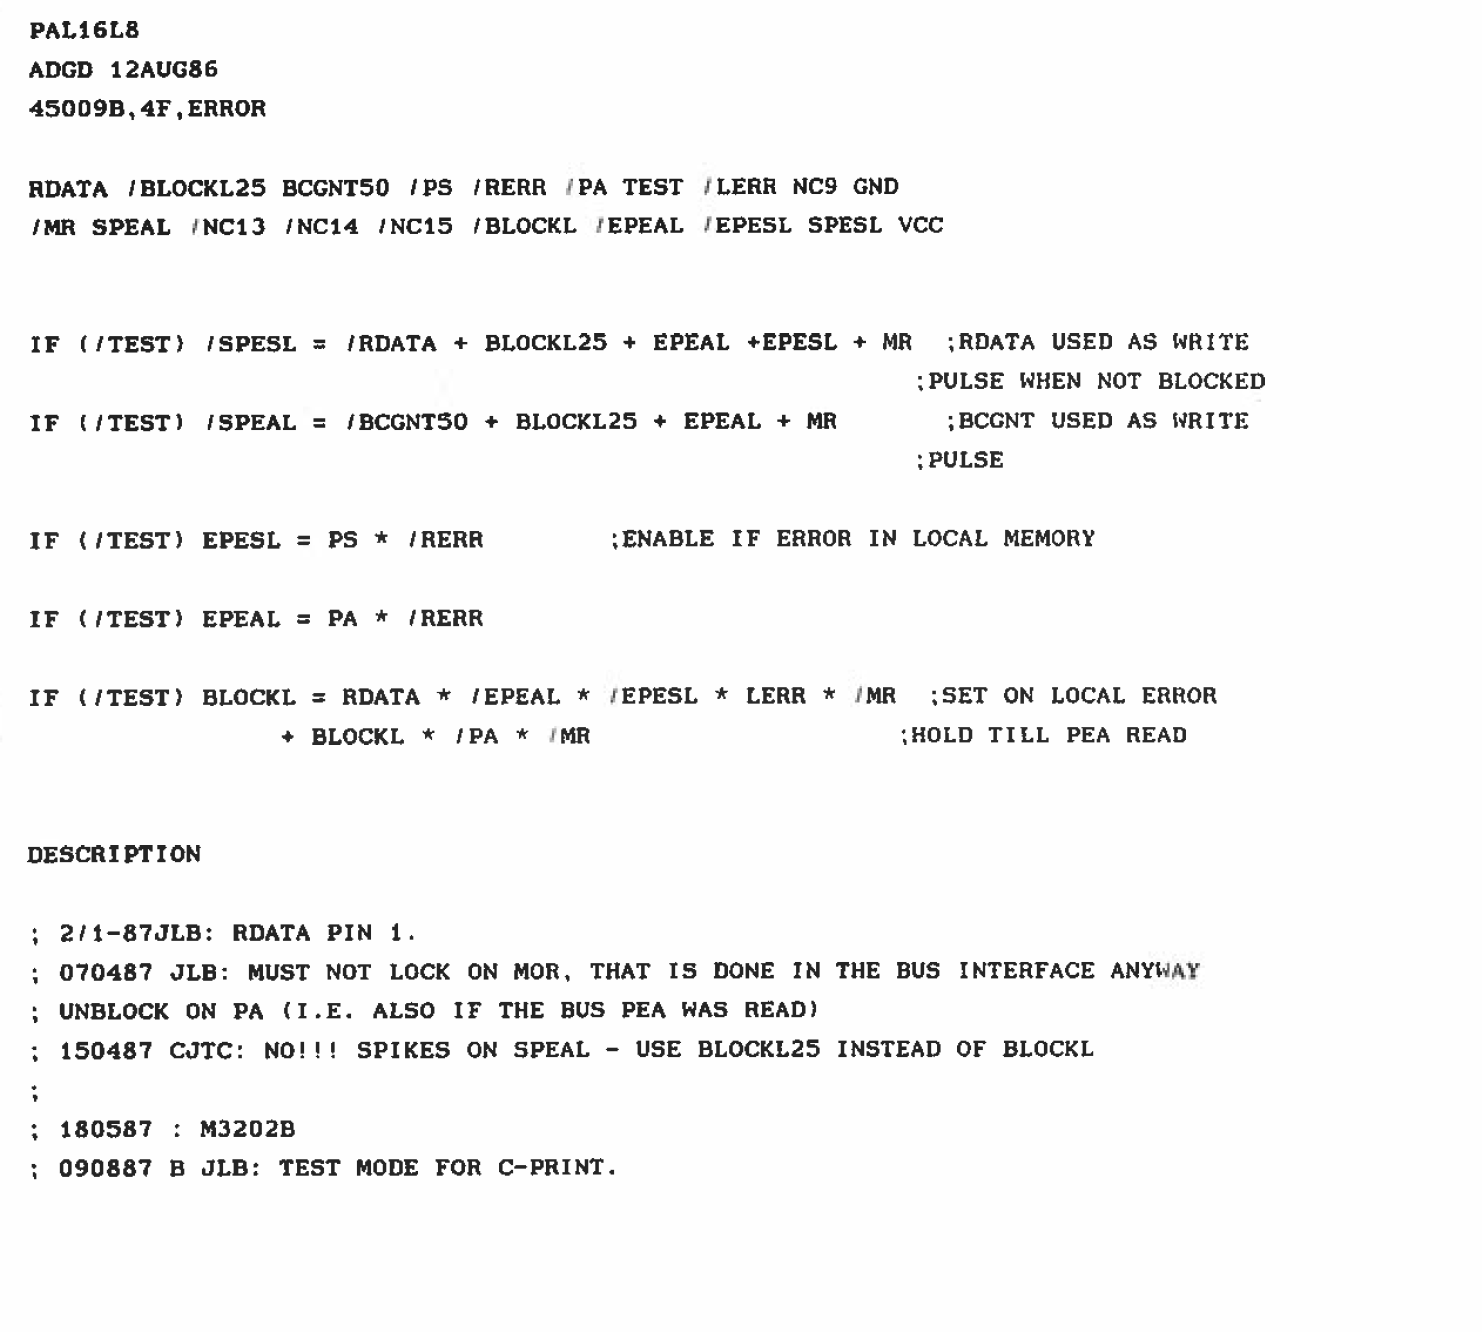 PAL16L8
ADGD 12AUG86
45009B,4F,ERROR
RDATA /BLOCKL25 BCGNT50 /PS /RERR /PA TEST /LERR NC9 GND
/MR SPEAL /NC13 /NC14 /NC15 /BLOCKL /EPEAL /EPESL SPESL VCC
IF (/TEST) /SPESL = /RDATA + BLOCKL25 + EPEAL +EPESL + MR ;RDATA USED AS WRITE
;PULSE WHEN NOT BLOCKED
IF (/TEST) /SPEAL = /BCGNT50 + BLOCKL25 + EPEAL + MR ;BCGNT USED AS WRITE
;PULSE
IF (/TEST) EPESL = PS * /RERR ;ENABLE IF ERROR IN LOCAL MEMORY
IF (/TEST) EPEAL = PA * /RERR
IF (/TEST) BLOCKL = RDATA * /EPEAL * /EPESL * LERR * /MR ;SET ON LOCAL ERROR
+ BLOCKL * /PA * /MR ;HOLD TILL PEA READ
DESCRIPTION
; 2/1-87JLB: RDATA PIN 1.
; 070487 JLB: MUST NOT LOCK ON MOR, THAT IS DONE IN THE BUS INTERFACE ANYWAY
; UNBLOCK ON PA (I.E. ALSO IF THE BUS PEA WAS READ)
; 150487 CJTC: NO!!! SPIKES ON SPEAL - USE BLOCKL25 INSTEAD OF BLOCKL
;
; 180587 : M3202B
; 090887 B JLB: TEST MODE FOR C-PRINT.